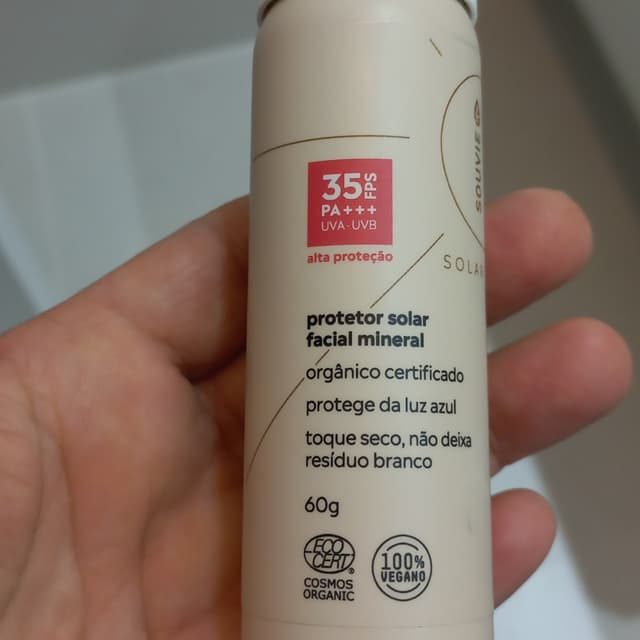 35 FPS
PA+++
UVA-UVB
alta proteção
SOUVIE
SOLAR
protetor solar
facial mineral
orgânico certificado
protege da luz azul
toque seco, não deixa
resíduo branco
60g
ECO
CERT®
COSMOS
ORGANIC
100%
VEGANO